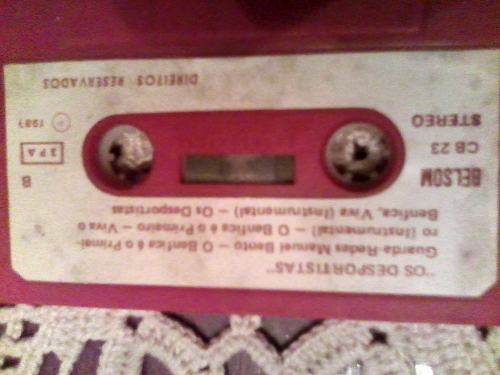 "OS DESPORTISTAS"
Guarda-Redes Manuel Bento — O Benfica é o Primei-
ro (Instrumental) — O Benfica é o Primeiro — Viva o
Benfica, Viva (Instrumental) — Os Desportistas
BELSOM
B
CB 23
SPA
STEREO
DIREITOS RESERVADOS